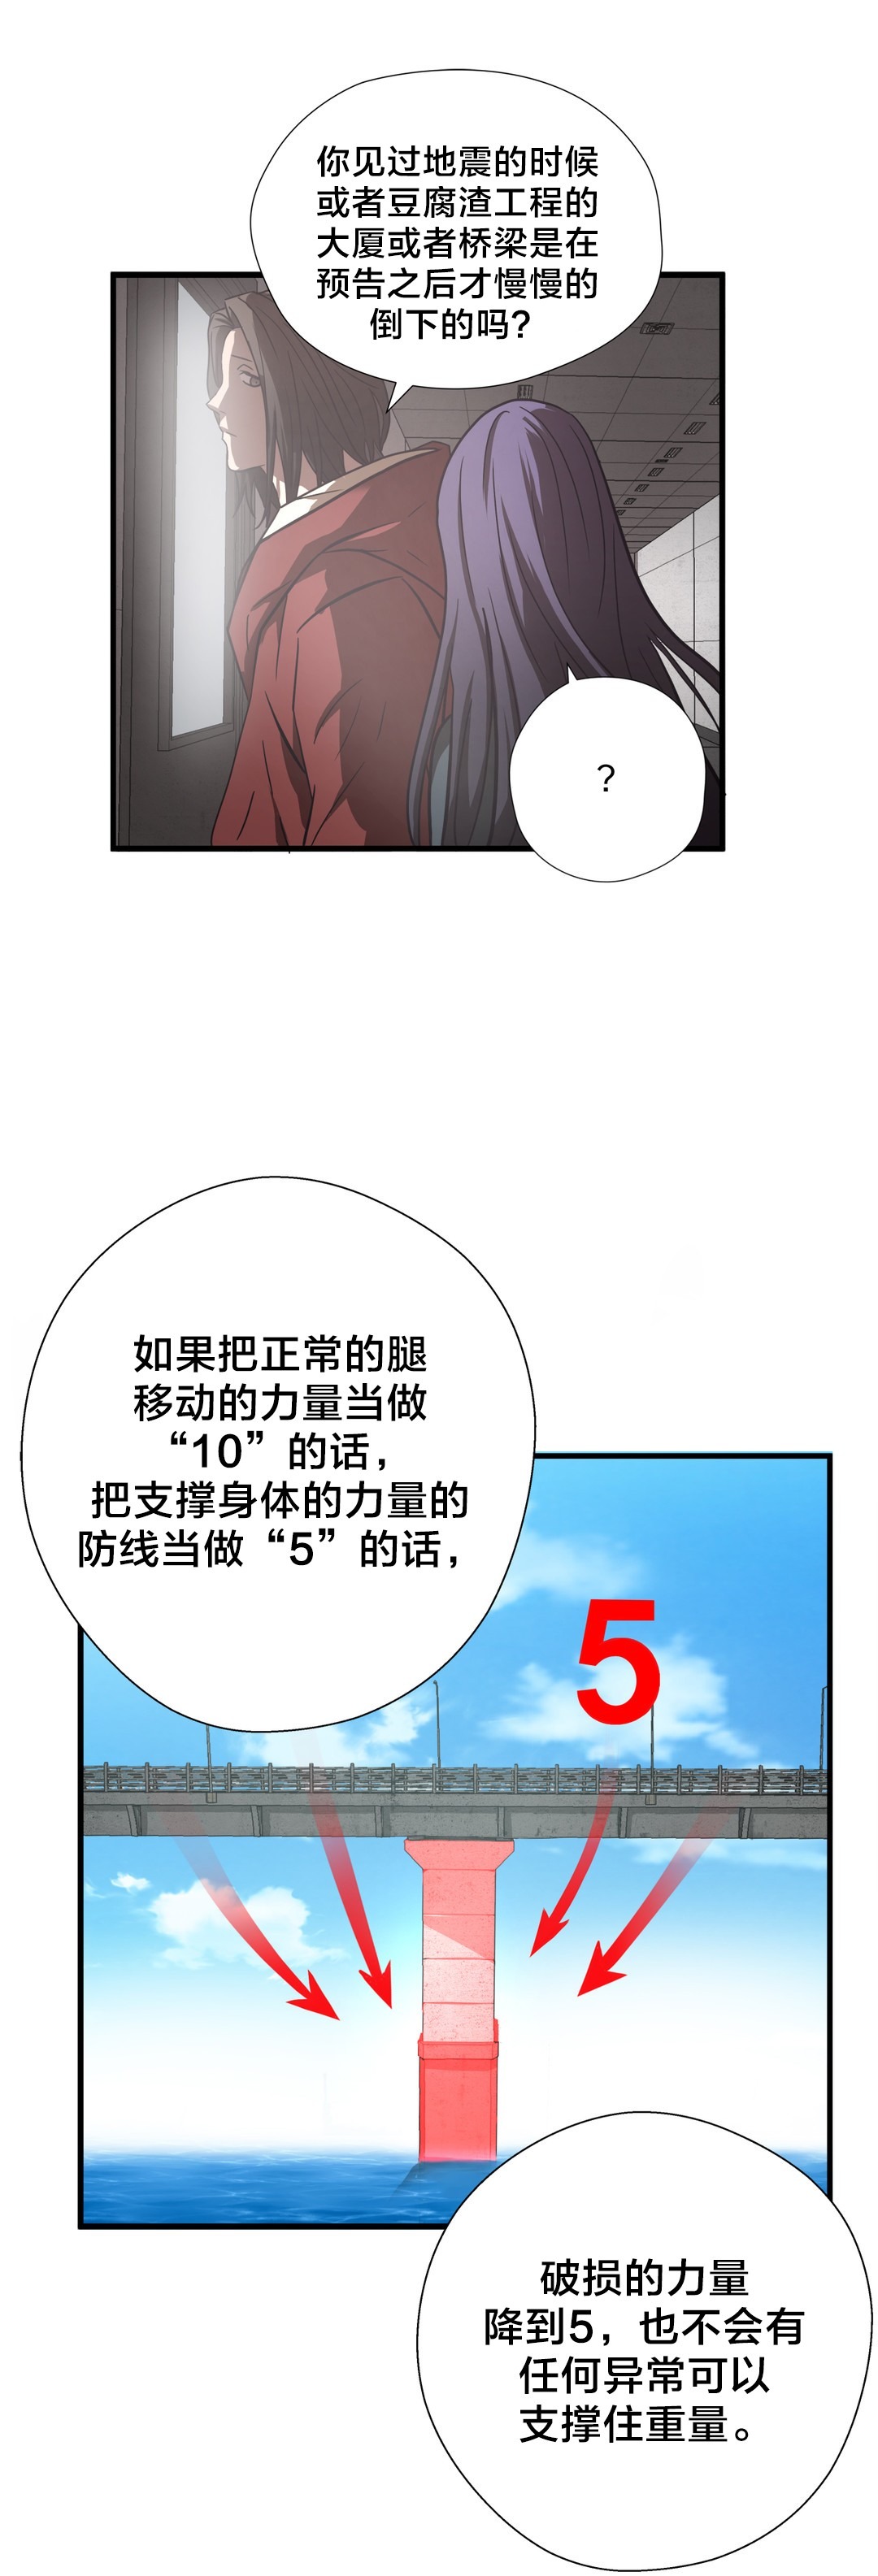 你见过地震的时候
或者豆腐渣工程的
大厦或者桥梁是在
预告之后才慢慢的
倒下的吗?
?
如果把正常的腿
移动的力量当做
“10”的话，
把支撑身体的力量的
防线当做“5”的话，
5
破损的力量
降到5，也不会有
任何异常可以
支撑住重量。